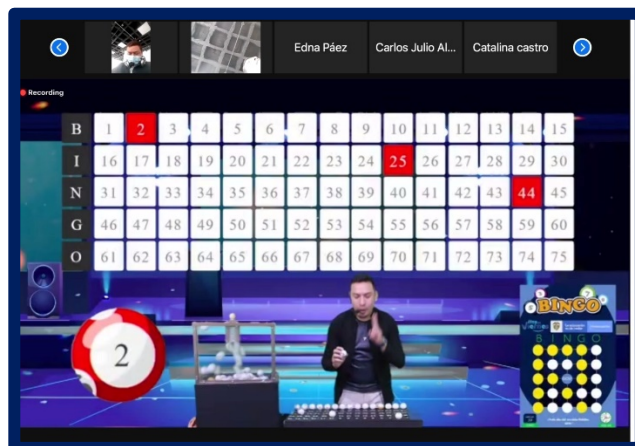 Edna Páez
Carlos Julio Al...
Catalina castro
Recording
B 1 2 3 4 5 6 7 8 9 10 11 12 13 14 15
I 16 17 18 19 20 21 22 23 24 25 26 27 28 29 30
N 31 32 33 34 35 36 37 38 39 40 41 42 43 44 45
G 46 47 48 49 50 51 52 53 54 55 56 57 58 59 60
O 61 62 63 64 65 66 67 68 69 70 71 72 73 74 75
2
BINGO
B I N G O